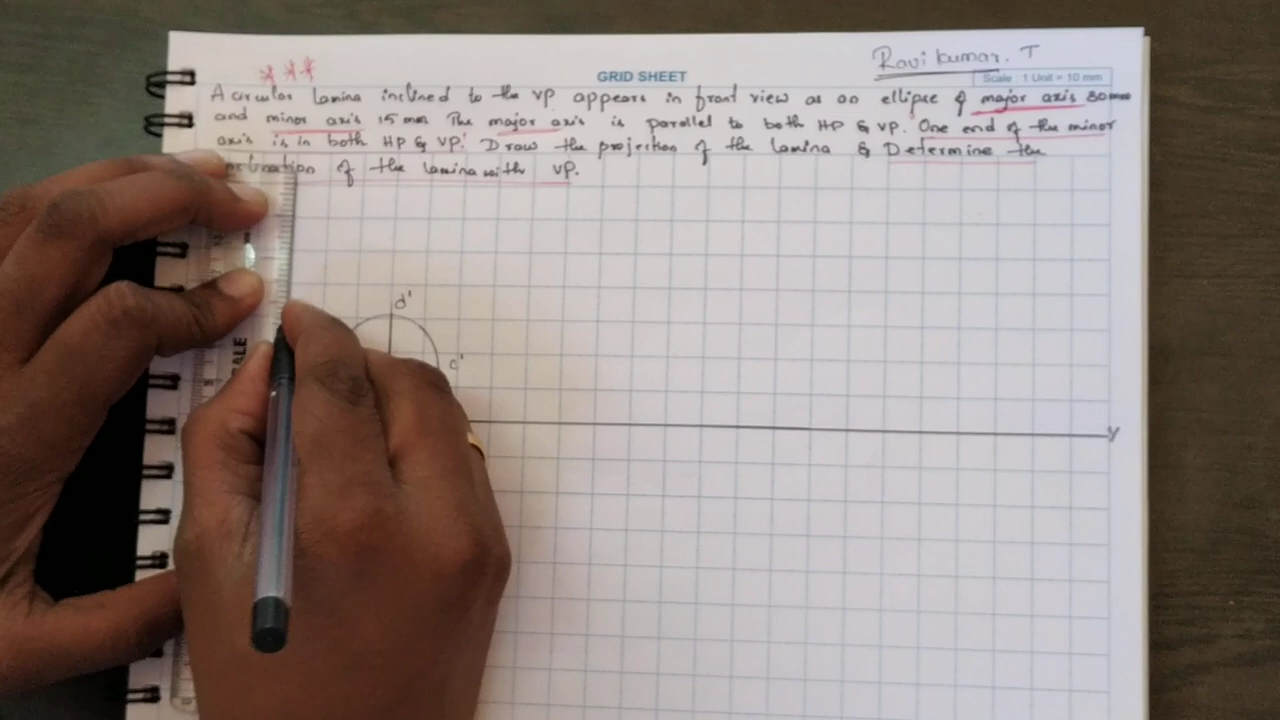 Ravi kumar. T
GRID SHEET
Scale : 1 Unit = 10 mm
A circular lamina inclined to the VP appears in front view as an ellipse of major axis 30mm
and minor axis 15 mm The major axis is parallel to both HP & VP. One end of the minor
axis is in both HP & VP. Draw the projection of the lamina & Determine the
inclination of the lamina with VP.
d'
c'
Y